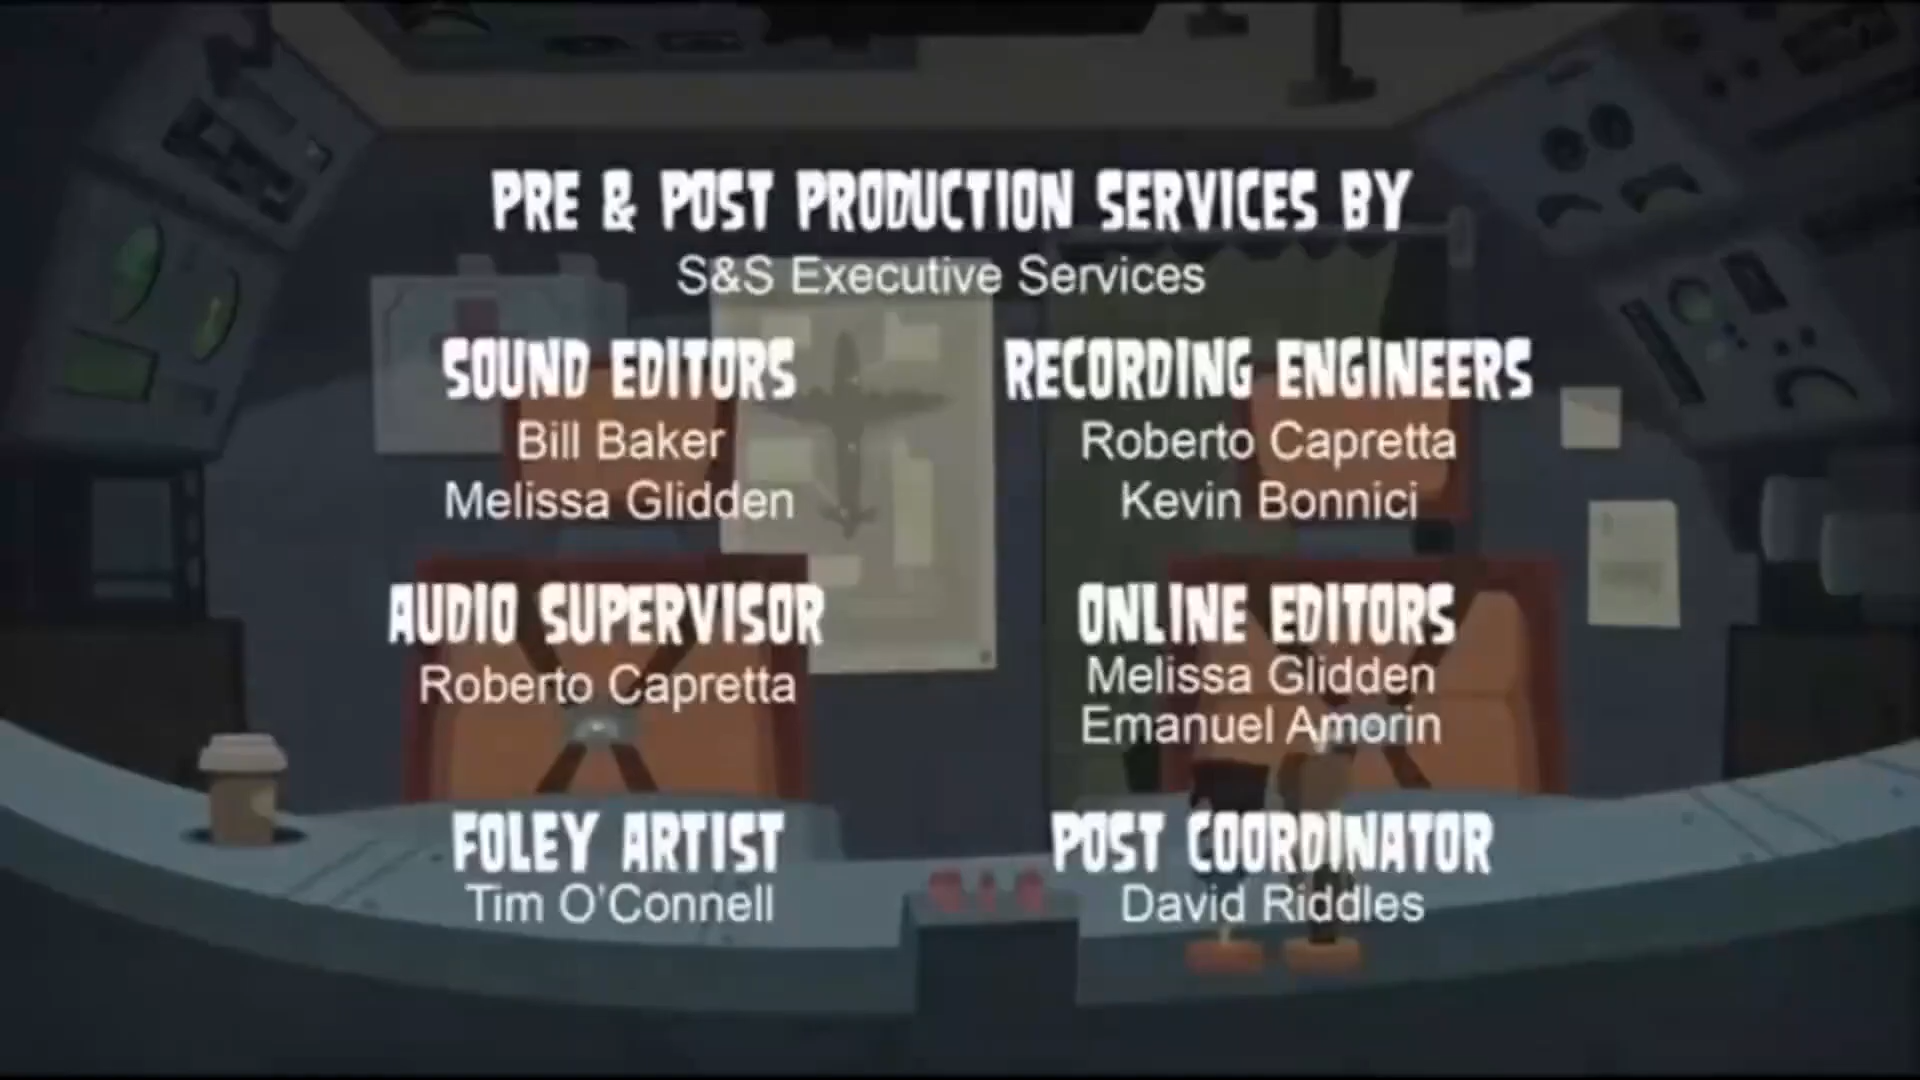 PRE & POST PRODUCTION SERVICES BY
S&S Executive Services
SOUND EDITORS
Bill Baker
Melissa Glidden
RECORDING ENGINEERS
Roberto Capretta
Kevin Bonnici
AUDIO SUPERVISOR
Roberto Capretta
ONLINE EDITORS
Melissa Glidden
Emanuel Amorin
FOLEY ARTIST
Tim O'Connell
POST COORDINATOR
David Riddles